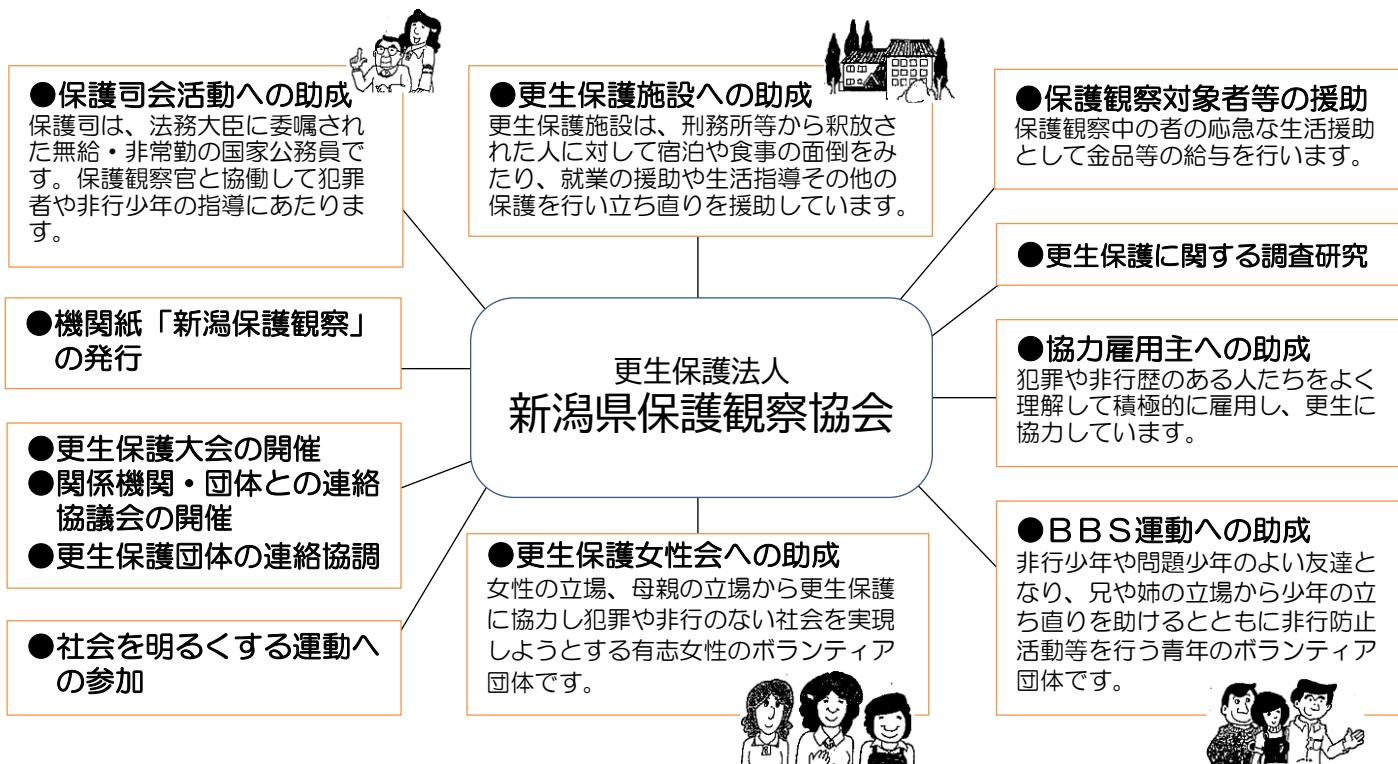 ●保護司会活動への助成
保護司は、法務大臣に委嘱され
た無給・非常勤の国家公務員で
す。保護観察官と協働して犯罪
者や非行少年の指導にあたりま
す。
●更生保護施設への助成
更生保護施設は、刑務所等から釈放さ
れた人に対して宿泊や食事の面倒をみ
たり、就業の援助や生活指導その他の
保護を行い立ち直りを援助しています。
●保護観察対象者等の援助
保護観察中の者の応急な生活援助
として金品等の給与を行います。
●更生保護に関する調査研究
●機関紙「新潟保護観察」
の発行
更生保護法人
新潟県保護観察協会
●協力雇用主への助成
犯罪や非行歴のある人たちをよく
理解して積極的に雇用し、更生に
協力しています。
●更生保護大会の開催
●関係機関・団体との連絡
協議会の開催
●更生保護団体の連絡協調
●社会を明るくする運動へ
の参加
●更生保護女性会への助成
女性の立場、母親の立場から更生保護
に協力し犯罪や非行のない社会を実現
しようとする有志女性のボランティア
団体です。
●ＢＢＳ運動への助成
非行少年や問題少年のよい友達と
なり、兄や姉の立場から少年の立
ち直りを助けるとともに非行防止
活動等を行う青年のボランティア
団体です。